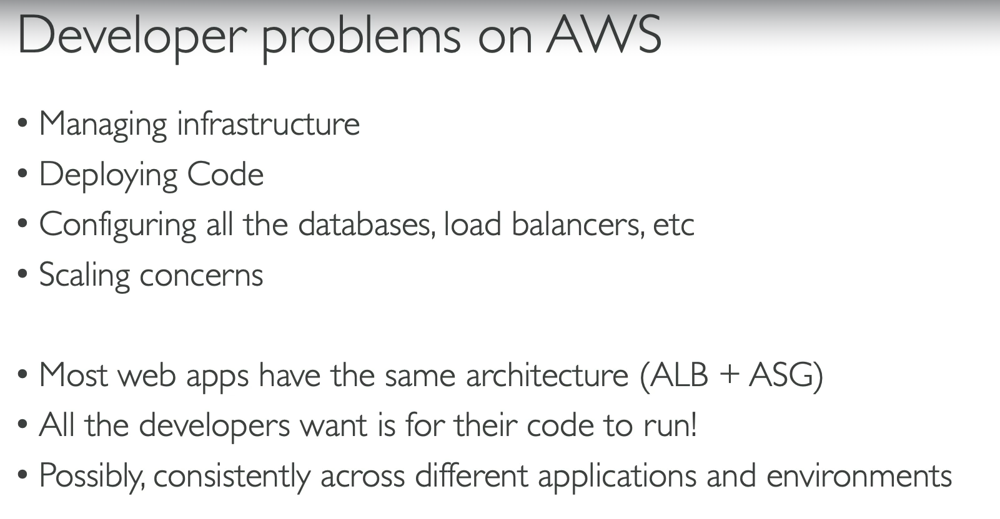 Developer problems on AWS
• Managing infrastructure
• Deploying Code
• Configuring all the databases, load balancers, etc
• Scaling concerns
• Most web apps have the same architecture (ALB + ASG)
• All the developers want is for their code to run!
• Possibly, consistently across different applications and environments